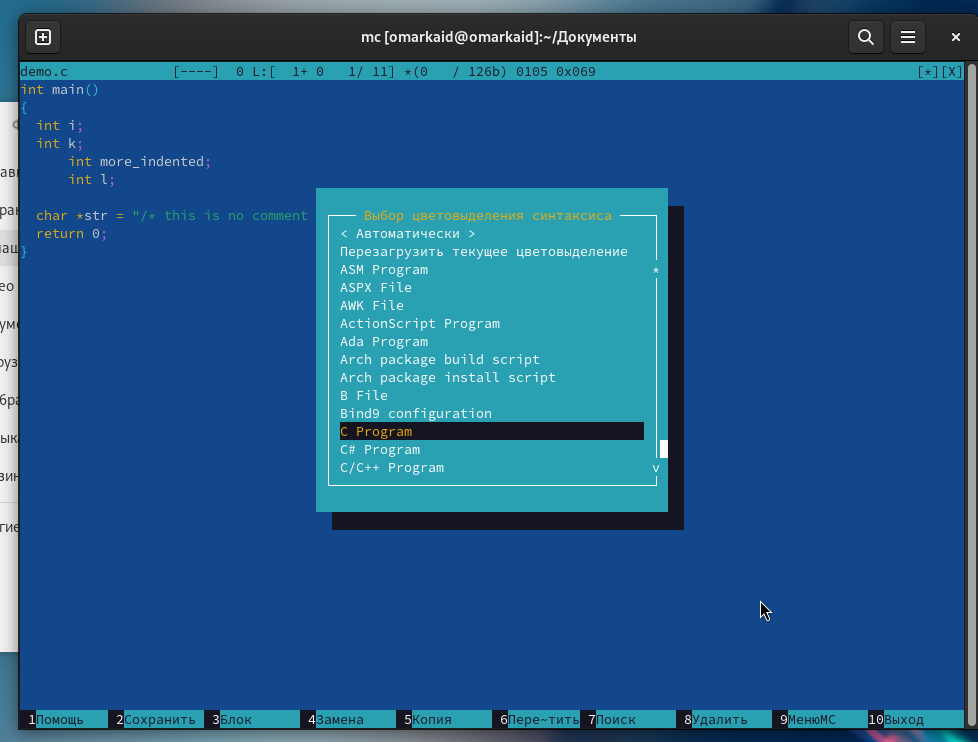 mc [omarkaid@omarkaid]:~/Документы
demo.c [----] 0 L:[ 1+ 0 1/ 11] *(0 / 126b) 0105 0x069 [*][X]
int main()
{
int i;
int k;
int more_indented;
int l;
char *str = "/* this is no comment
return 0;
}
Выбор цветовыделения синтаксиса
< Автоматически >
Перезагрузить текущее цветовыделение
ASM Program
ASPX File
AWK File
ActionScript Program
Ada Program
Arch package build script
Arch package install script
B File
Bind9 configuration
C Program
C# Program
C/C++ Program
1Помощь 2Сохранить 3Блок 4Замена 5Копия 6Пере~тить 7Поиск 8Удалить 9МенюMC 10Выход